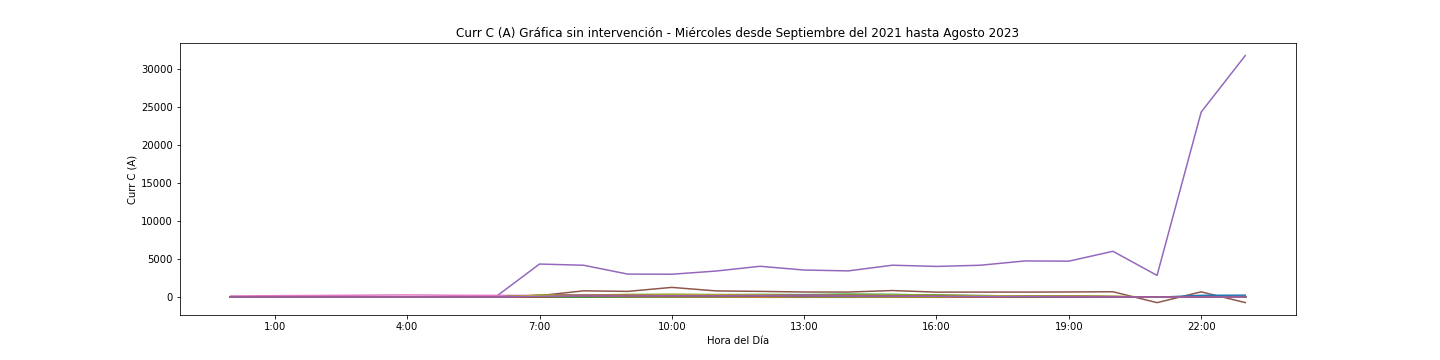 Curr C (A) Gráfica sin intervención - Miércoles desde Septiembre del 2021 hasta Agosto 2023
30000
25000
20000
15000
10000
5000
0
Curr C (A)
1:00 4:00 7:00 10:00 13:00 16:00 19:00 22:00
Hora del Día